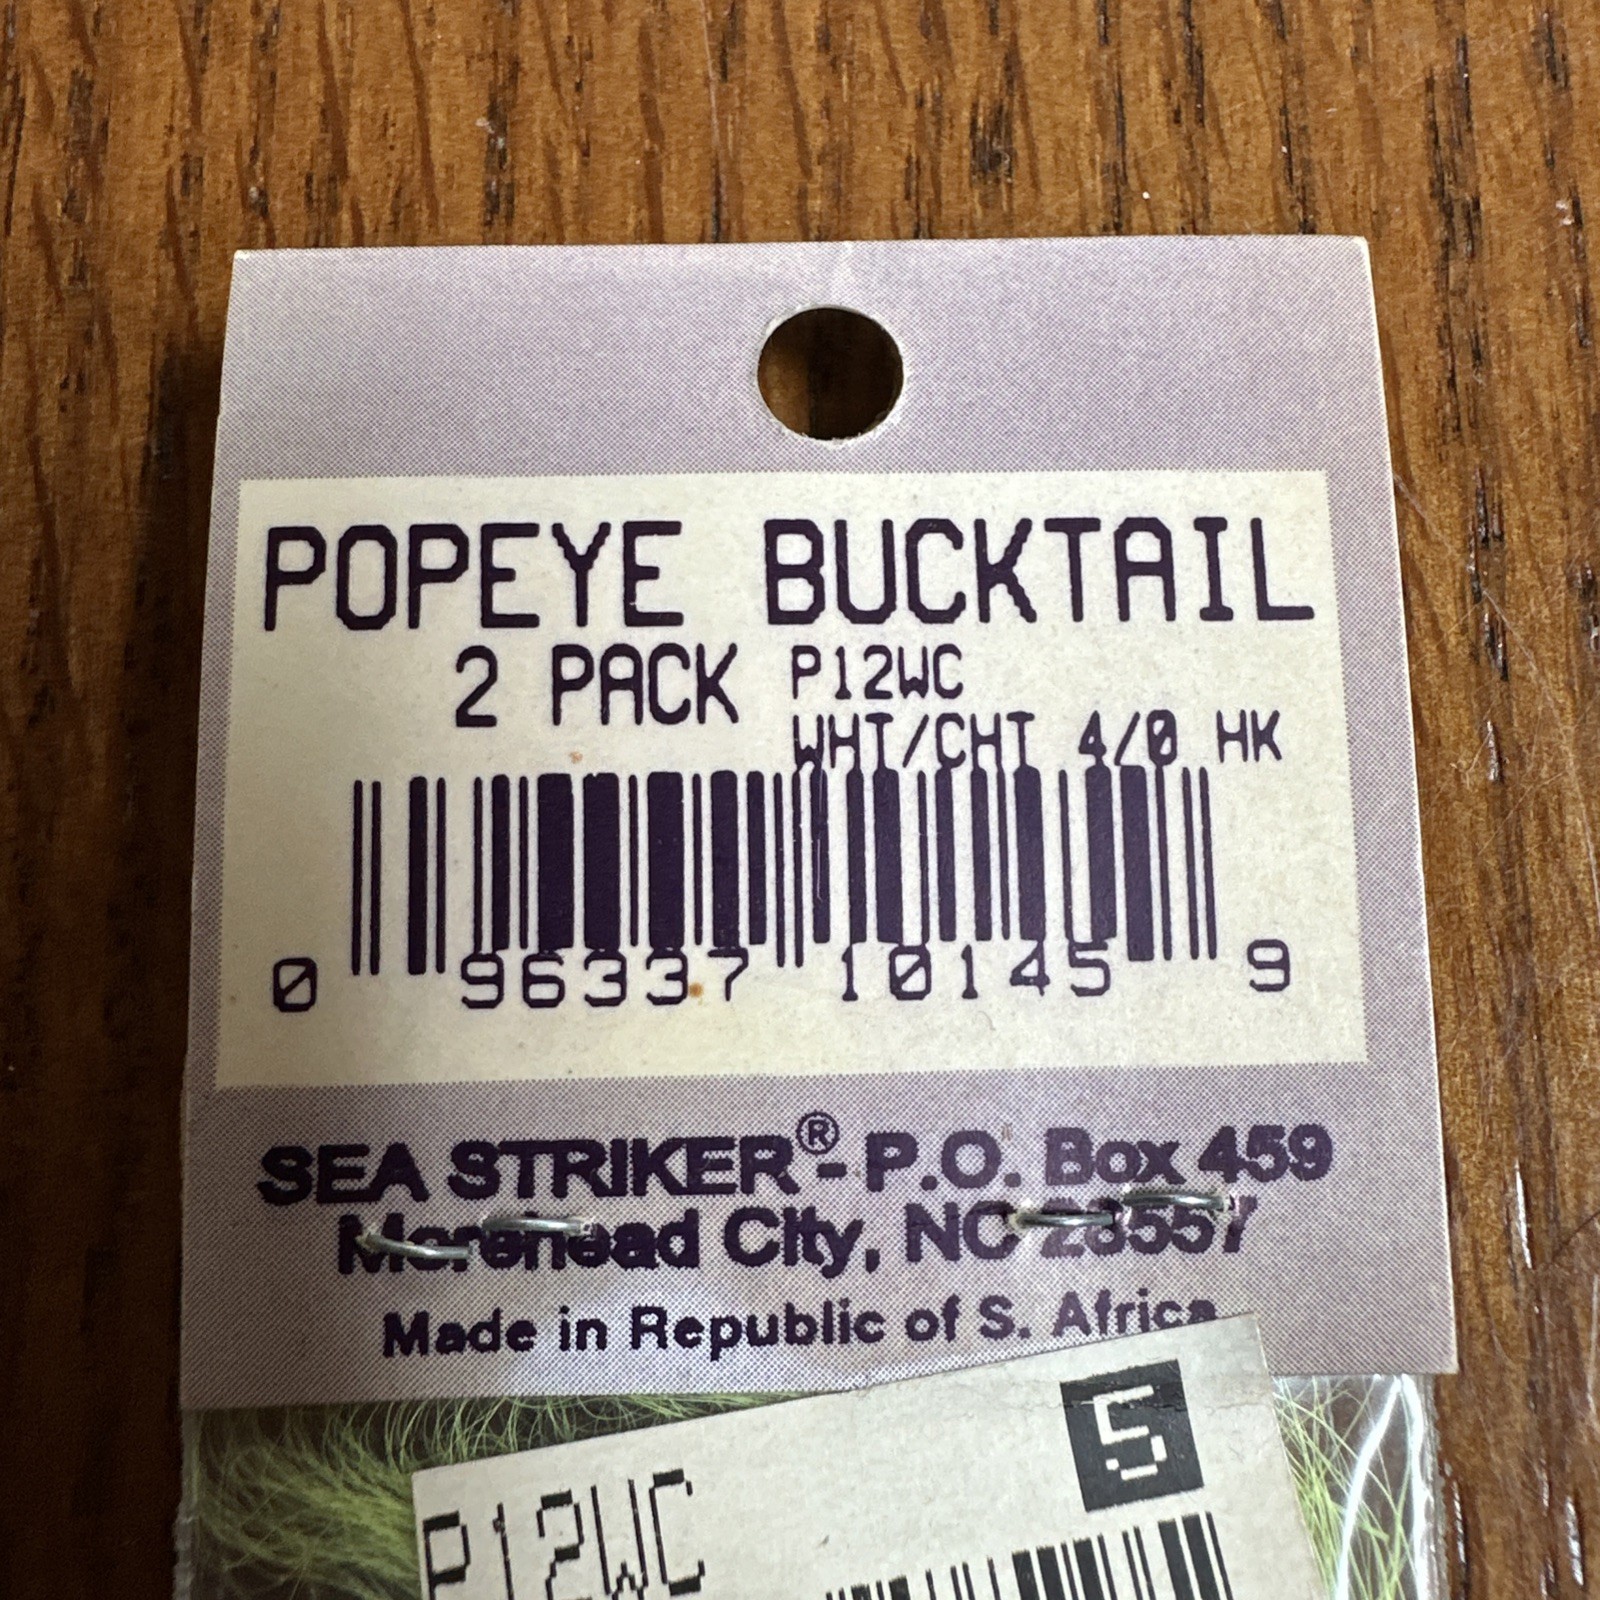 POPEYE BUCKTAIL
2 PACK P12WC
WHT/CHT 4/0 HK
0 96337 10145 9
SEA STRIKER®- P.O. Box 459
Morehead City, NC 28557
Made in Republic of S. Africa
5
P12WC